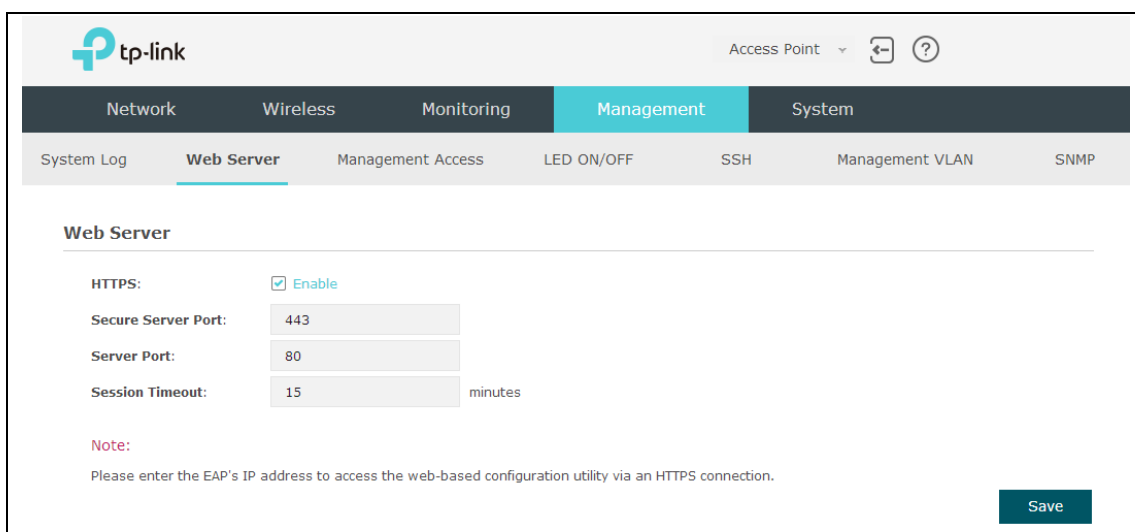 tp-link
Access Point
Network Wireless Monitoring Management System
System Log Web Server Management Access LED ON/OFF SSH Management VLAN SNMP
Web Server
HTTPS: Enable
Secure Server Port: 443
Server Port: 80
Session Timeout: 15 minutes
Note:
Please enter the EAP's IP address to access the web-based configuration utility via an HTTPS connection.
Save